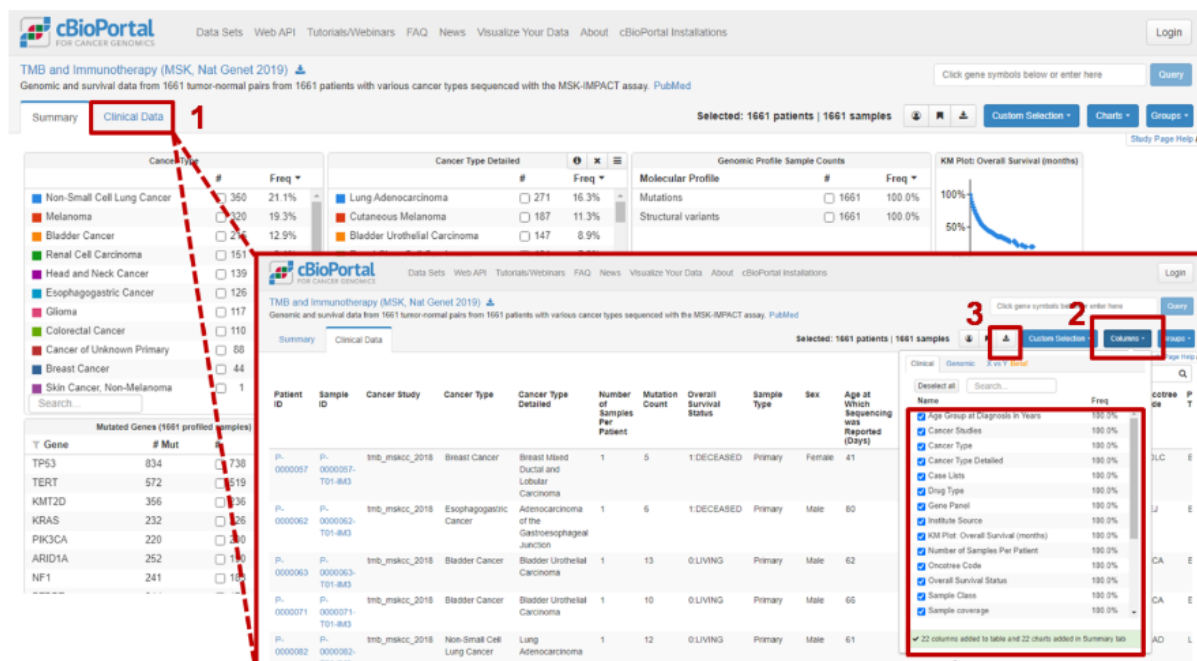 cBioPortal
FOR CANCER GENOMICS
Data Sets Web API Tutorials/Webinars FAQ News Visualize Your Data About cBioPortal Installations
Login
TMB and Immunotherapy (MSK, Nat Genet 2019)
Genomic and survival data from 1661 tumor-normal pairs from 1661 patients with various cancer types sequenced with the MSK-IMPACT assay. PubMed
Click gene symbols below or enter here
Query
Summary Clinical Data 1
Selected: 1661 patients | 1661 samples
Custom Selection Charts Groups
Study Page Help
Cancer Type
# Freq
Non-Small Cell Lung Cancer 350 21.1%
Melanoma 320 19.3%
Bladder Cancer 12.9%
Renal Cell Carcinoma 151
Head and Neck Cancer 139
Esophagogastric Cancer 126
Glioma 117
Colorectal Cancer 110
Cancer of Unknown Primary 88
Breast Cancer 44
Skin Cancer, Non-Melanoma 1
Search...
Cancer Type Detailed
# Freq
Lung Adenocarcinoma 271 16.3%
Cutaneous Melanoma 187 11.3%
Bladder Urothelial Carcinoma 147 8.9%
Genomic Profile Sample Counts
Molecular Profile # Freq
Mutations 1661 100.0%
Structural variants 1661 100.0%
KM Plot: Overall Survival (months)
100%
50%
Mutated Genes (1661 profiled samples)
Gene # Mut #
TP53 834 738
TERT 572 519
KMT2D 356 236
KRAS 232
PIK3CA 220
ARID1A 252
NF1 241
cBioPortal
FOR CANCER GENOMICS
Data Sets Web API Tutorials/Webinars FAQ News Visualize Your Data About cBioPortal Installations
Login
TMB and Immunotherapy (MSK, Nat Genet 2019)
Genomic and survival data from 1661 tumor-normal pairs from 1661 patients with various cancer types sequenced with the MSK-IMPACT assay. PubMed
3 2
Click gene symbols below or enter here
Query
Summary Clinical Data
Selected: 1661 patients | 1661 samples
Custom Selection Columns Groups
Page Help
Patient ID Sample ID Cancer Study Cancer Type Cancer Type Detailed Number of Samples Per Patient Mutation Count Overall Survival Status Sample Type Sex Age at Which Sequencing was Reported (Days)
P-0000057 P-0000057-T01-IM3 tmb_mskcc_2018 Breast Cancer Breast Mixed Ductal and Lobular Carcinoma 1 5 1:DECEASED Primary Female 41
P-0000062 P-0000062-T01-IM3 tmb_mskcc_2018 Esophagogastric Cancer Adenocarcinoma of the Gastroesophageal Junction 1 6 1:DECEASED Primary Male 80
P-0000063 P-0000063-T01-IM3 tmb_mskcc_2018 Bladder Cancer Bladder Urothelial Carcinoma 1 13 0:LIVING Primary Male 62
P-0000071 P-0000071-T01-IM3 tmb_mskcc_2018 Bladder Cancer Bladder Urothelial Carcinoma 1 10 0:LIVING Primary Male 66
P-0000082 P-0000082- tmb_mskcc_2018 Non-Small Cell Lung Cancer Lung Adenocarcinoma 1 12 0:LIVING Primary Male 61
Clinical Genomic X vs Y Beta!
Deselect all Search...
Name Freq
Age Group at Diagnosis in Years 100.0%
Cancer Studies 100.0%
Cancer Type 100.0%
Cancer Type Detailed 100.0%
Case Lists 100.0%
Drug Type 100.0%
Gene Panel 100.0%
Institute Source 100.0%
KM Plot: Overall Survival (months) 100.0%
Number of Samples Per Patient 100.0%
Oncotree Code 100.0%
Overall Survival Status 100.0%
Sample Class 100.0%
Sample coverage 100.0%
22 columns added to table and 22 charts added in Summary tab